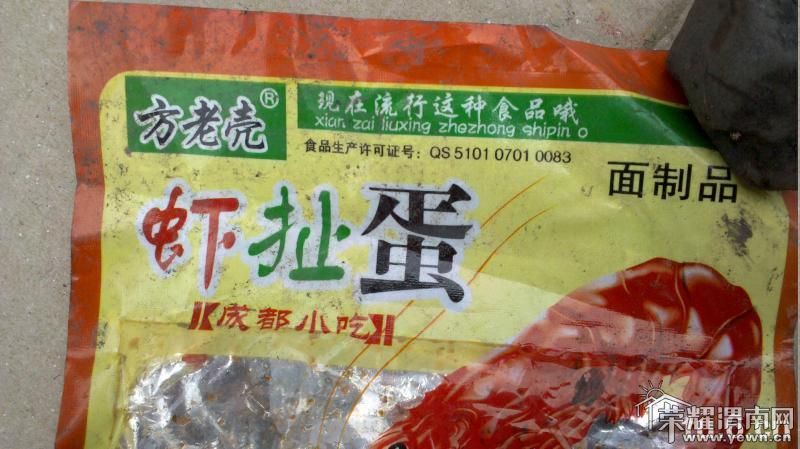 方老壳®
现在流行这种食品哦
xian zai liuxing zhezhong shipin o
食品生产许可证号: QS 5101 0701 0083
面制品
虾扯蛋
【成都小吃】
荣耀渭南网
www.yewn.cn